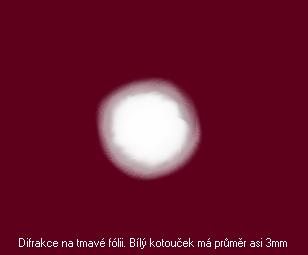 Difrakce na tmavé fólii. Bílý kotouček má průměr asi 3mm